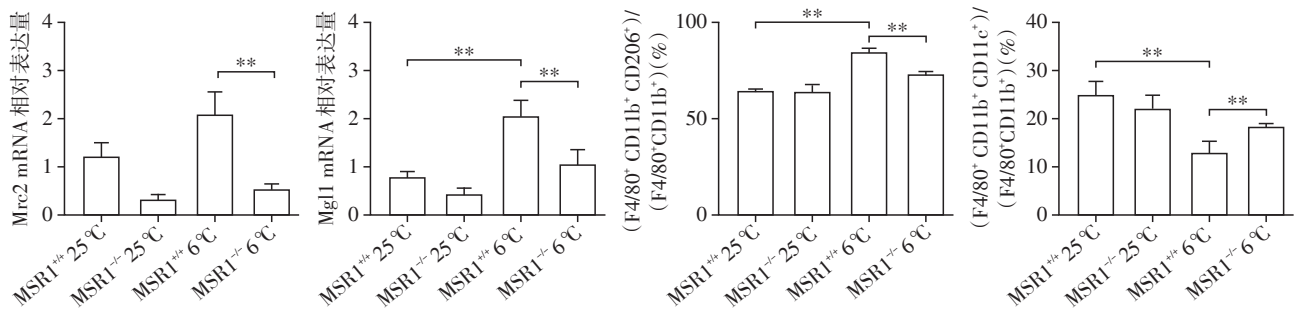 Mrc2 mRNA 相对表达量
4
3
2
1
0
**
MSR1+/+ 25℃
MSR1−/− 25℃
MSR1+/+ 6℃
MSR1−/− 6℃
Mgl1 mRNA 相对表达量
4
3
2
1
0
**
**
MSR1+/+ 25℃
MSR1−/− 25℃
MSR1+/+ 6℃
MSR1−/− 6℃
(F4/80+ CD11b+ CD206+)/
(F4/80+CD11b+)(%)
100
50
0
**
**
MSR1+/+ 25℃
MSR1−/− 25℃
MSR1+/+ 6℃
MSR1−/− 6℃
(F4/80+ CD11b+ CD11c+)/
(F4/80+CD11b+)(%)
40
30
20
10
0
**
**
MSR1+/+ 25℃
MSR1−/− 25℃
MSR1+/+ 6℃
MSR1−/− 6℃